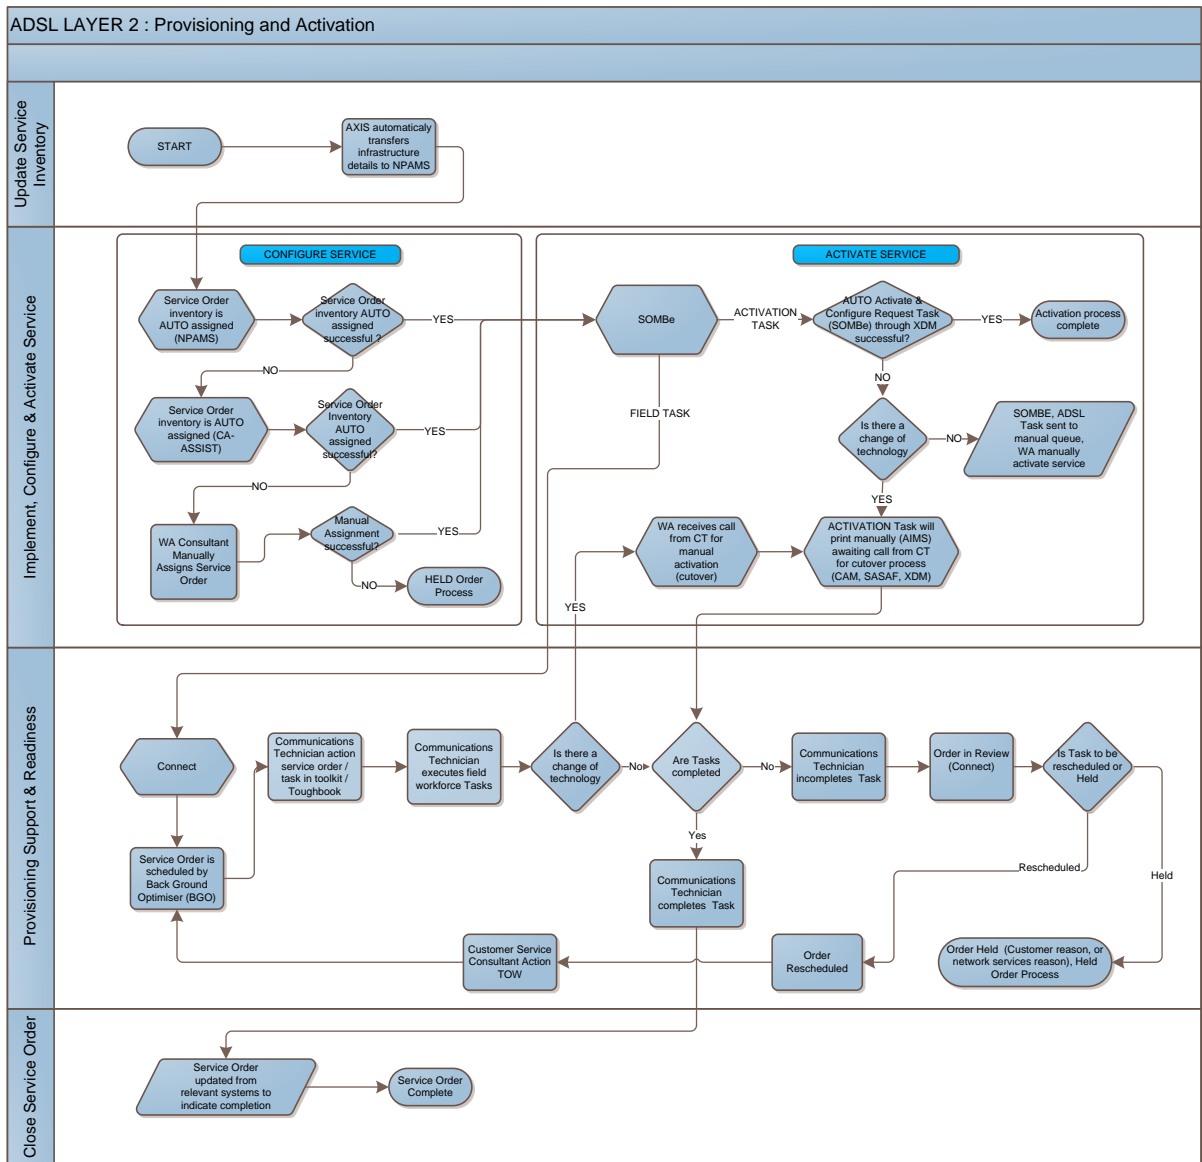 ADSL LAYER 2 : Provisioning and Activation
Update Service
Inventory
START
AXIS automaticaly
transfers
infrastructure
details to NPAMS
Implement, Configure & Activate Service
CONFIGURE SERVICE
Service Order
inventory is
AUTO assigned
(NPAMS)
Service Order
inventory AUTO
assigned
successful ?
YES
NO
Service Order
inventory is AUTO
assigned (CA-
ASSIST)
Service Order
Inventory
AUTO
assigned
successful?
YES
NO
WA Consultant
Manually
Assigns Service
Order
Manual
Assignment
successful?
YES
NO
HELD Order
Process
ACTIVATE SERVICE
SOMBe
ACTIVATION
TASK
AUTO Activate &
Configure Request Task
(SOMBe) through XDM
successful?
YES
Activation process
complete
NO
FIELD TASK
Is there a
change of
technology
NO
SOMBE, ADSL
Task sent to
manual queue,
WA manually
activate service
YES
WA receives call
from CT for
manual
activation
(cutover)
ACTIVATION Task will
print manually (AIMS)
awaiting call from CT
for cutover process
(CAM, SASAF, XDM)
YES
Provisioning Support & Readiness
Connect
Communications
Technician action
service order /
task in toolkit /
Toughbook
Communications
Technician
executes field
workforce Tasks
Is there a
change of
technology
No
Are Tasks
completed
No
Communications
Technician
incompletes Task
Order in Review
(Connect)
Is Task to be
rescheduled or
Held
Yes
Service Order is
scheduled by
Back Ground
Optimiser (BGO)
Communications
Technician
completes Task
Rescheduled
Held
Customer Service
Consultant Action
TOW
Order
Rescheduled
Order Held (Customer reason, or
network services reason), Held
Order Process
Close Service Order
Service Order
updated from
relevant systems to
indicate completion
Service Order
Complete